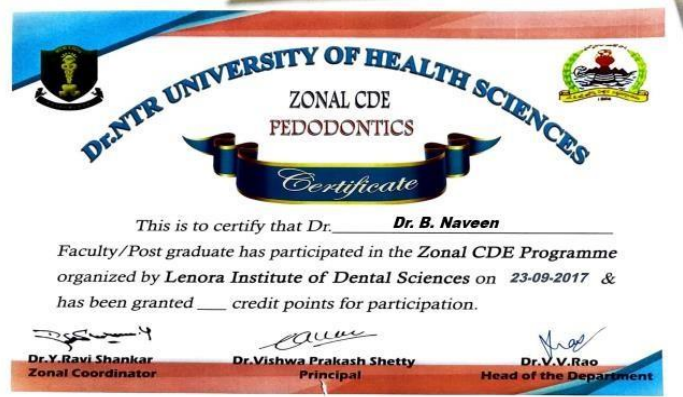 Dr.NTR UNIVERSITY OF HEALTH SCIENCES
ZONAL CDE
PEDODONTICS
Certificate
This is to certify that Dr. Dr. B. Naveen
Faculty/Post graduate has participated in the Zonal CDE Programme
organized by Lenora Institute of Dental Sciences on 23-09-2017 &
has been granted ___ credit points for participation.
Dr.Y.Ravi Shankar
Zonal Coordinator
Dr.Vishwa Prakash Shetty
Principal
Dr.V.V.Rao
Head of the Department